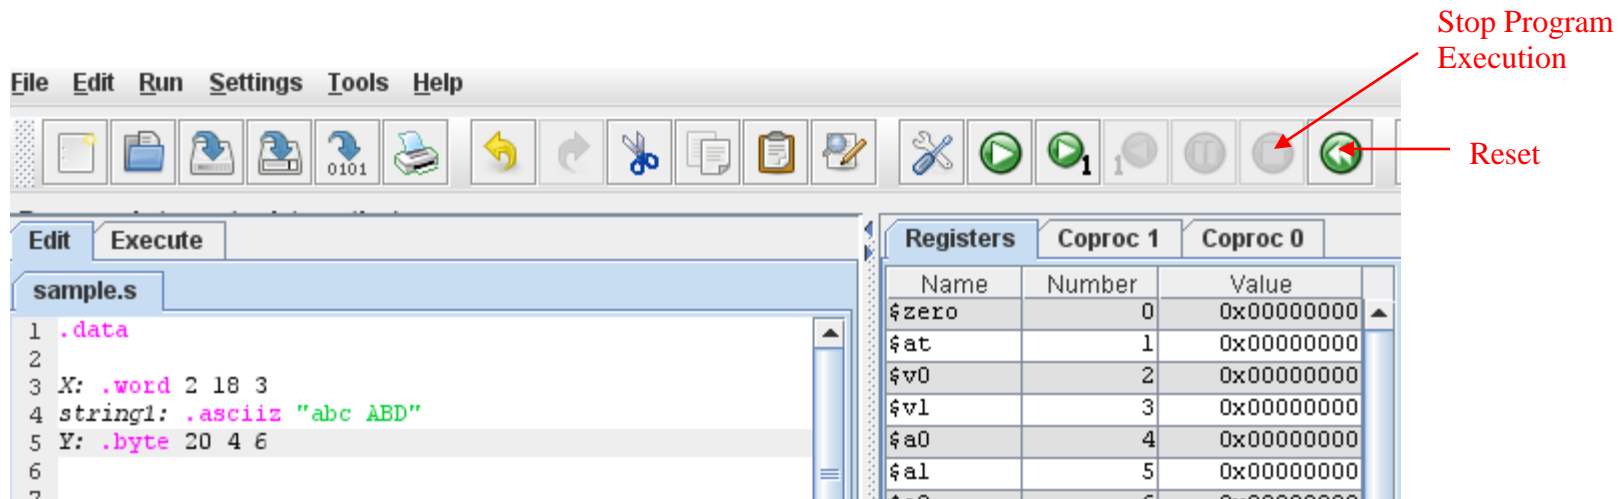 Stop Program
Execution
File Edit Run Settings Tools Help
0101
1
1
Reset
Edit Execute
Registers Coproc 1 Coproc 0
sample.s
Name Number Value
$zero 0 0x00000000
1 .data
$at 1 0x00000000
2
$v0 2 0x00000000
3 X: .word 2 18 3
$v1 3 0x00000000
4 string1: .asciiz "abc ABD"
5 Y: .byte 20 4 6
$a0 4 0x00000000
6
$a1 5 0x00000000